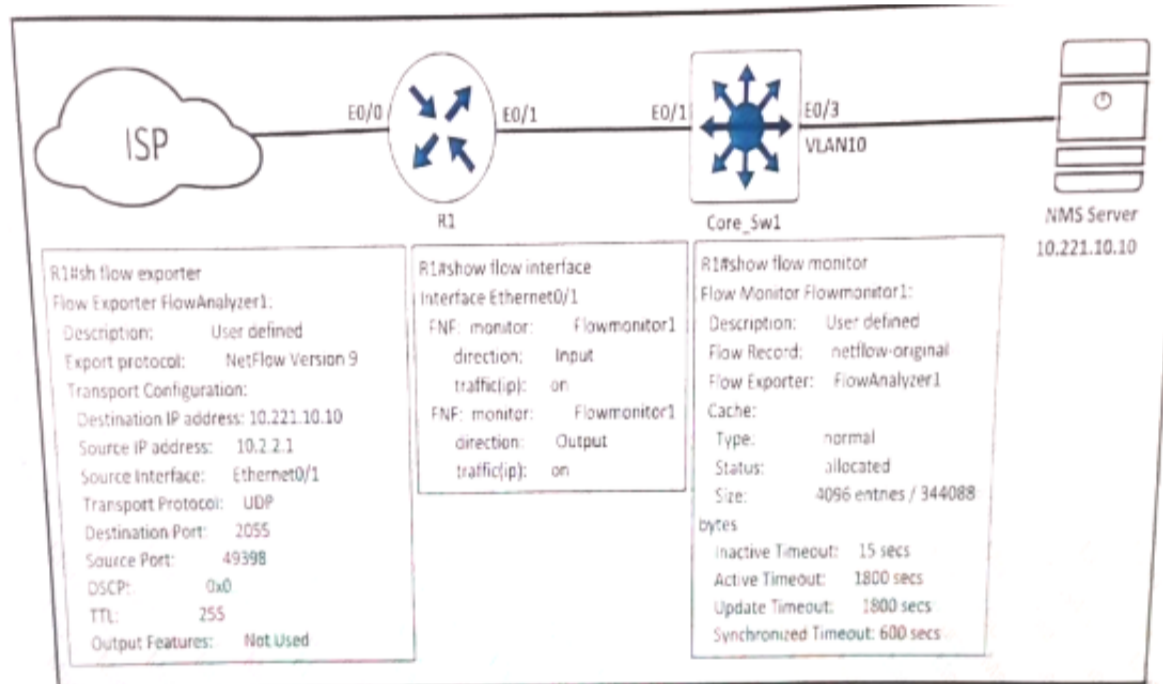 ISP
E0/0
E0/1
E0/1
E0/3
VLAN10
R1
Core_Sw1
NMS Server
10.221.10.10
R1#sh flow exporter
Flow Exporter FlowAnalyzer1:
Description: User defined
Export protocol: NetFlow Version 9
Transport Configuration:
Destination IP address: 10.221.10.10
Source IP address: 10.2.2.1
Source Interface: Ethernet0/1
Transport Protocol: UDP
Destination Port: 2055
Source Port: 49398
DSCP: 0x0
TTL: 255
Output Features: Not Used
R1#show flow interface
Interface Ethernet0/1
FNF: monitor: Flowmonitor1
direction: Input
traffic(ip): on
FNF: monitor: Flowmonitor1
direction: Output
traffic(ip): on
R1#show flow monitor
Flow Monitor Flowmonitor1:
Description: User defined
Flow Record: netflow-original
Flow Exporter: FlowAnalyzer1
Cache:
Type: normal
Status: allocated
Size: 4096 entries / 344088
bytes
Inactive Timeout: 15 secs
Active Timeout: 1800 secs
Update Timeout: 1800 secs
Synchronized Timeout: 600 secs